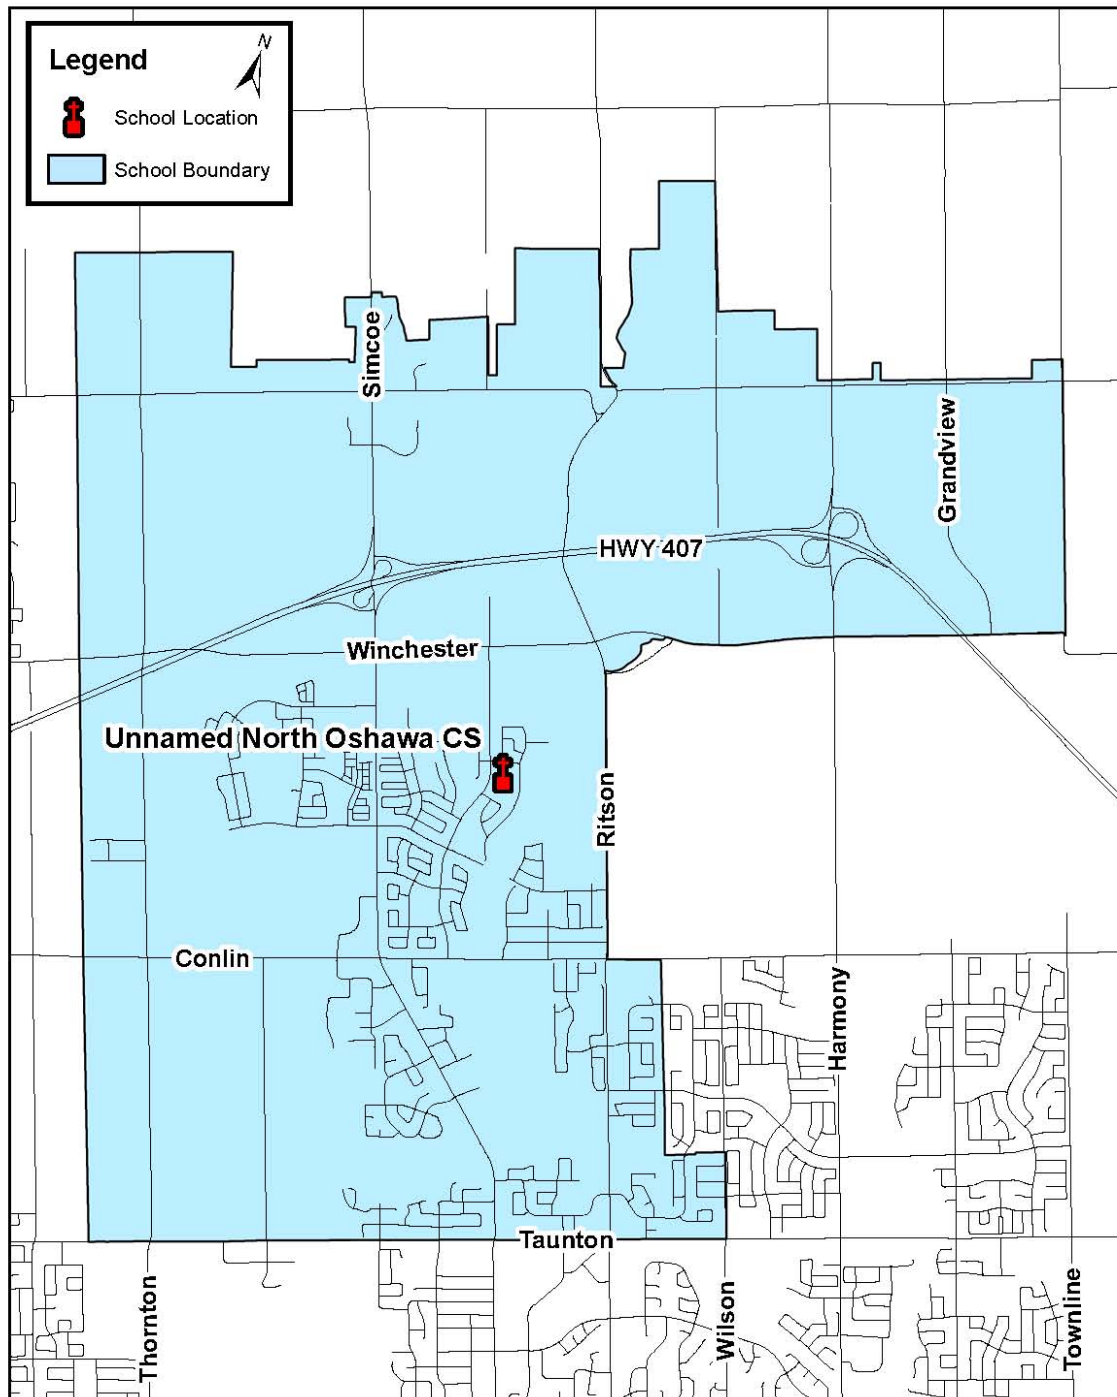 N
Legend
School Location
School Boundary
Simcoe
Grandview
HWY 407
Winchester
Unnamed North Oshawa CS
Ritson
Conlin
Harmony
Taunton
Thornton
Wilson
Townline